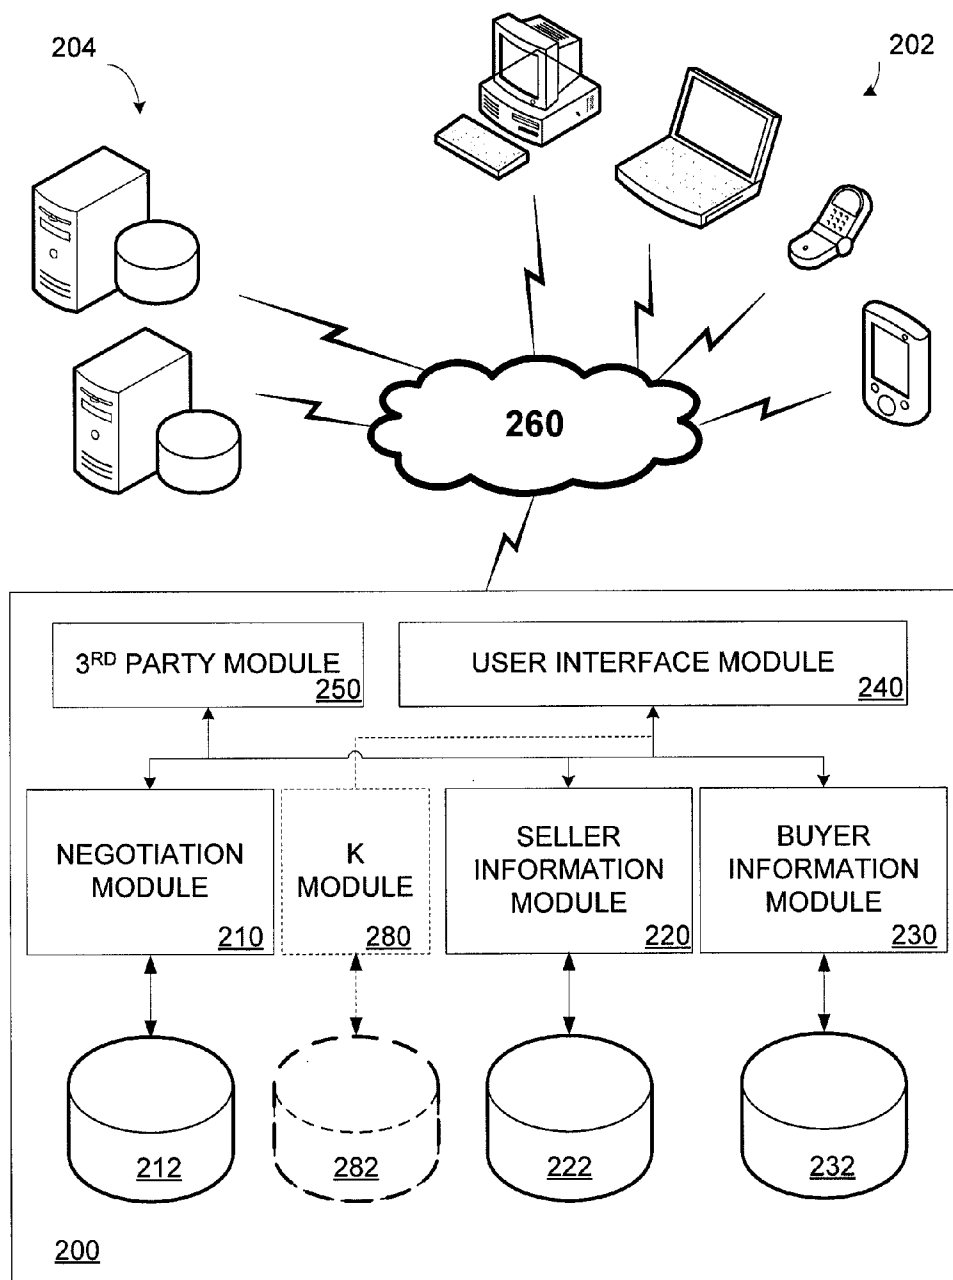 204
202
260
3RD PARTY MODULE
250
USER INTERFACE MODULE
240
NEGOTIATION
MODULE
210
K
MODULE
280
SELLER
INFORMATION
MODULE
220
BUYER
INFORMATION
MODULE
230
212
282
222
232
200